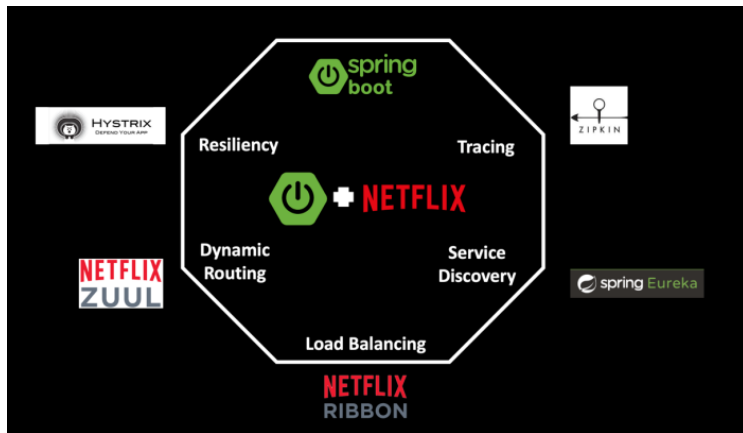 spring
boot
HYSTRIX
DEFEND YOUR APP
ZIPKIN
Resiliency
Tracing
NETFLIX
Dynamic
Routing
Service
Discovery
NETFLIX
ZUUL
spring Eureka
Load Balancing
NETFLIX
RIBBON